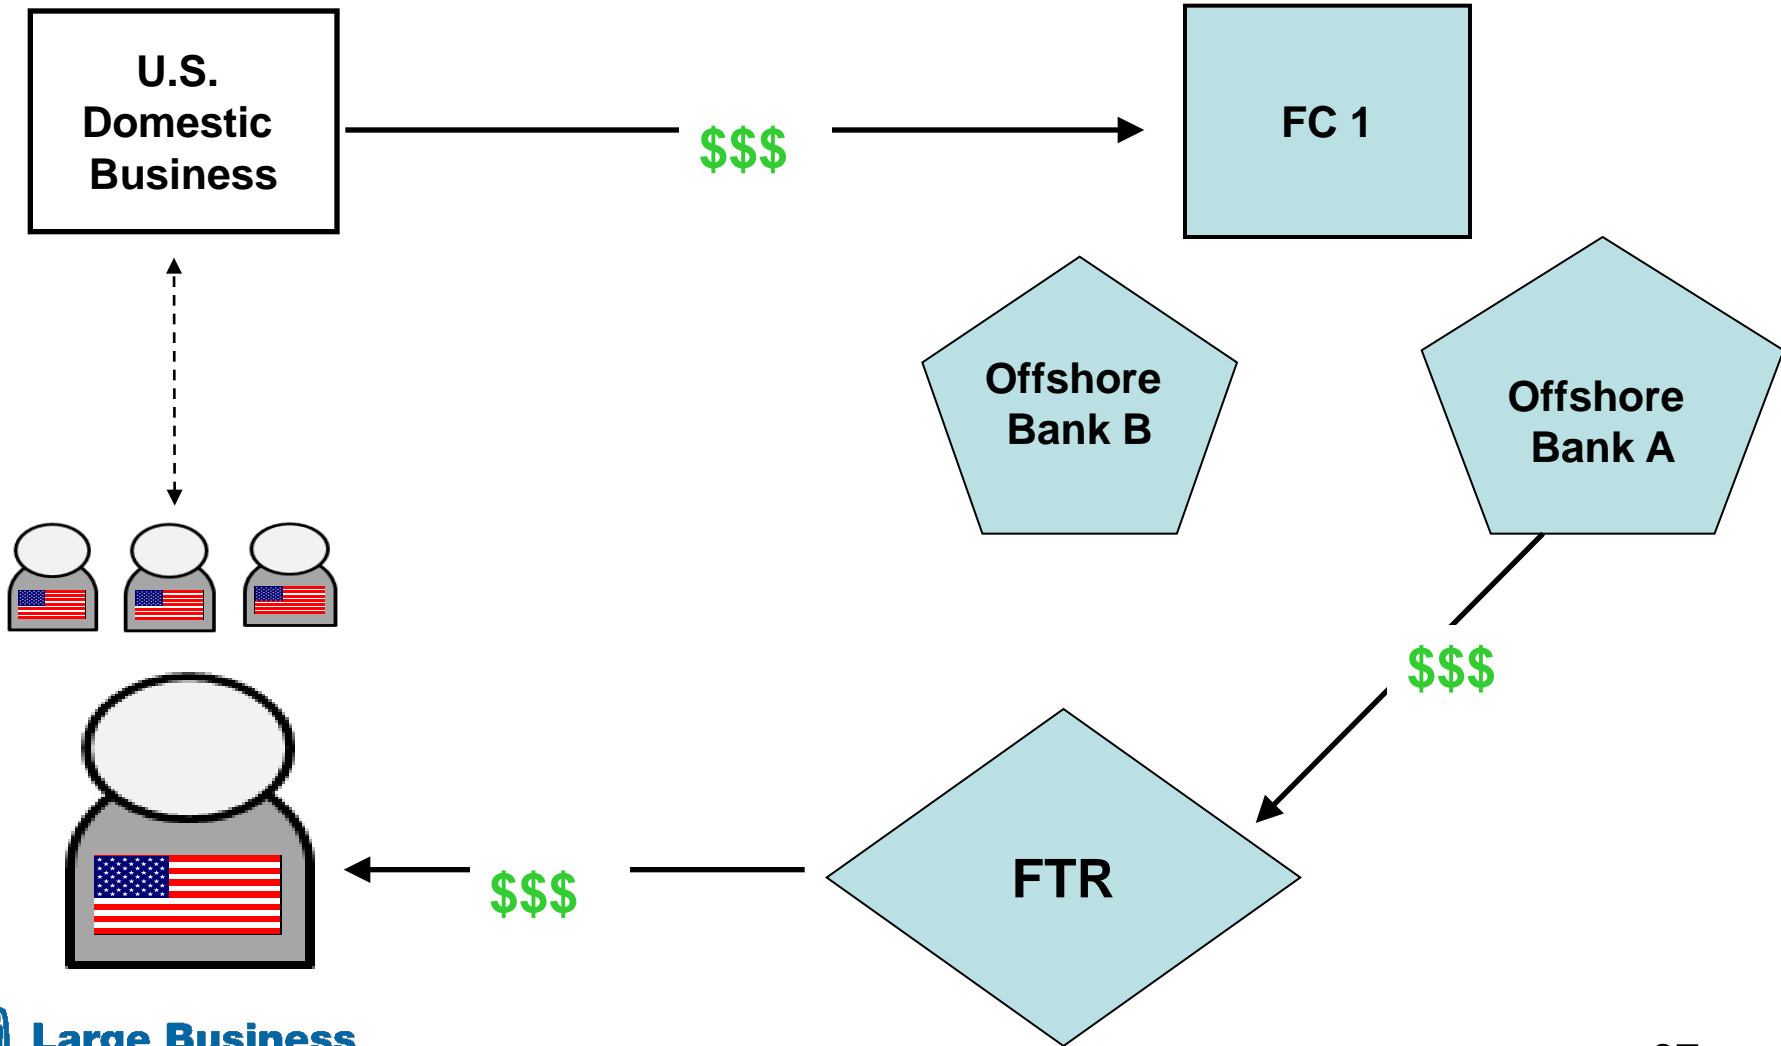 U.S.
Domestic
Business
$$$
FC 1
Offshore
Bank B
Offshore
Bank A
$$$
FTR
$$$
Large Business